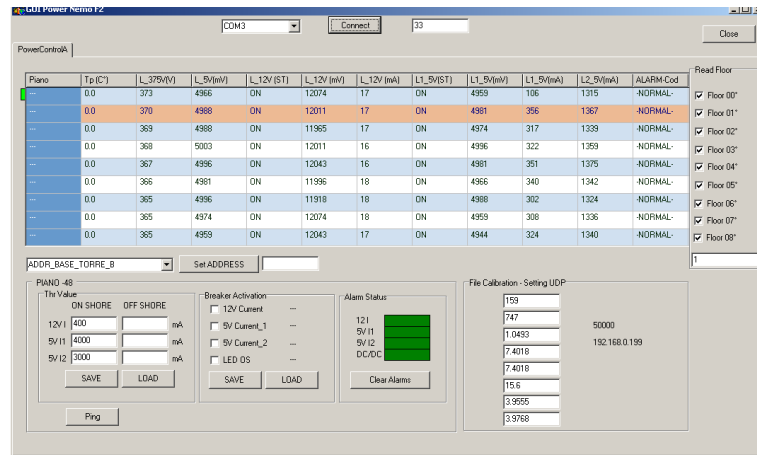 GUI Power Nemo F2
COM3 Connect 33 Close
PowerControlA
Read Floor
Piano Tp (C°) L_375V(V) L_5V(mV) L_12V (ST) L_12V (mV) L_12V (mA) L1_5V(ST) L1_5V(mV) L1_5V(mA) L2_5V(mA) ALARM-Cod
--- 0.0 373 4966 ON 12074 17 ON 4959 106 1315 -NORMAL- Floor 00°
--- 0.0 370 4988 ON 12011 17 ON 4981 356 1367 -NORMAL- Floor 01°
--- 0.0 369 4988 ON 11965 17 ON 4974 317 1339 -NORMAL- Floor 02°
--- 0.0 368 5003 ON 12011 16 ON 4996 322 1359 -NORMAL- Floor 03°
--- 0.0 367 4996 ON 12043 16 ON 4981 351 1375 -NORMAL- Floor 04°
--- 0.0 366 4981 ON 11996 18 ON 4966 340 1342 -NORMAL- Floor 05°
--- 0.0 365 4996 ON 11918 18 ON 4988 302 1324 -NORMAL- Floor 06°
--- 0.0 365 4974 ON 12074 18 ON 4959 308 1336 -NORMAL- Floor 07°
--- 0.0 365 4959 ON 12043 17 ON 4944 324 1340 -NORMAL- Floor 08°
1
ADDR_BASE_TORRE_B Set ADDRESS
PIANO -48
Thr Value
ON SHORE OFF SHORE
12V I 400 mA
5V I1 4000 mA
5V I2 3000 mA
SAVE LOAD
Ping
Breaker Activation
12V Current ---
5V Current_1 ---
5V Current_2 ---
LED OS ---
SAVE LOAD
Alarm Status
12 I
5V I1
5V I2
DC/DC
Clear Alarms
File Calibration - Setting UDP
159
747
1.0493
7.4018
7.4018
15.6
3.9555
3.9768
50000
192.168.0.199